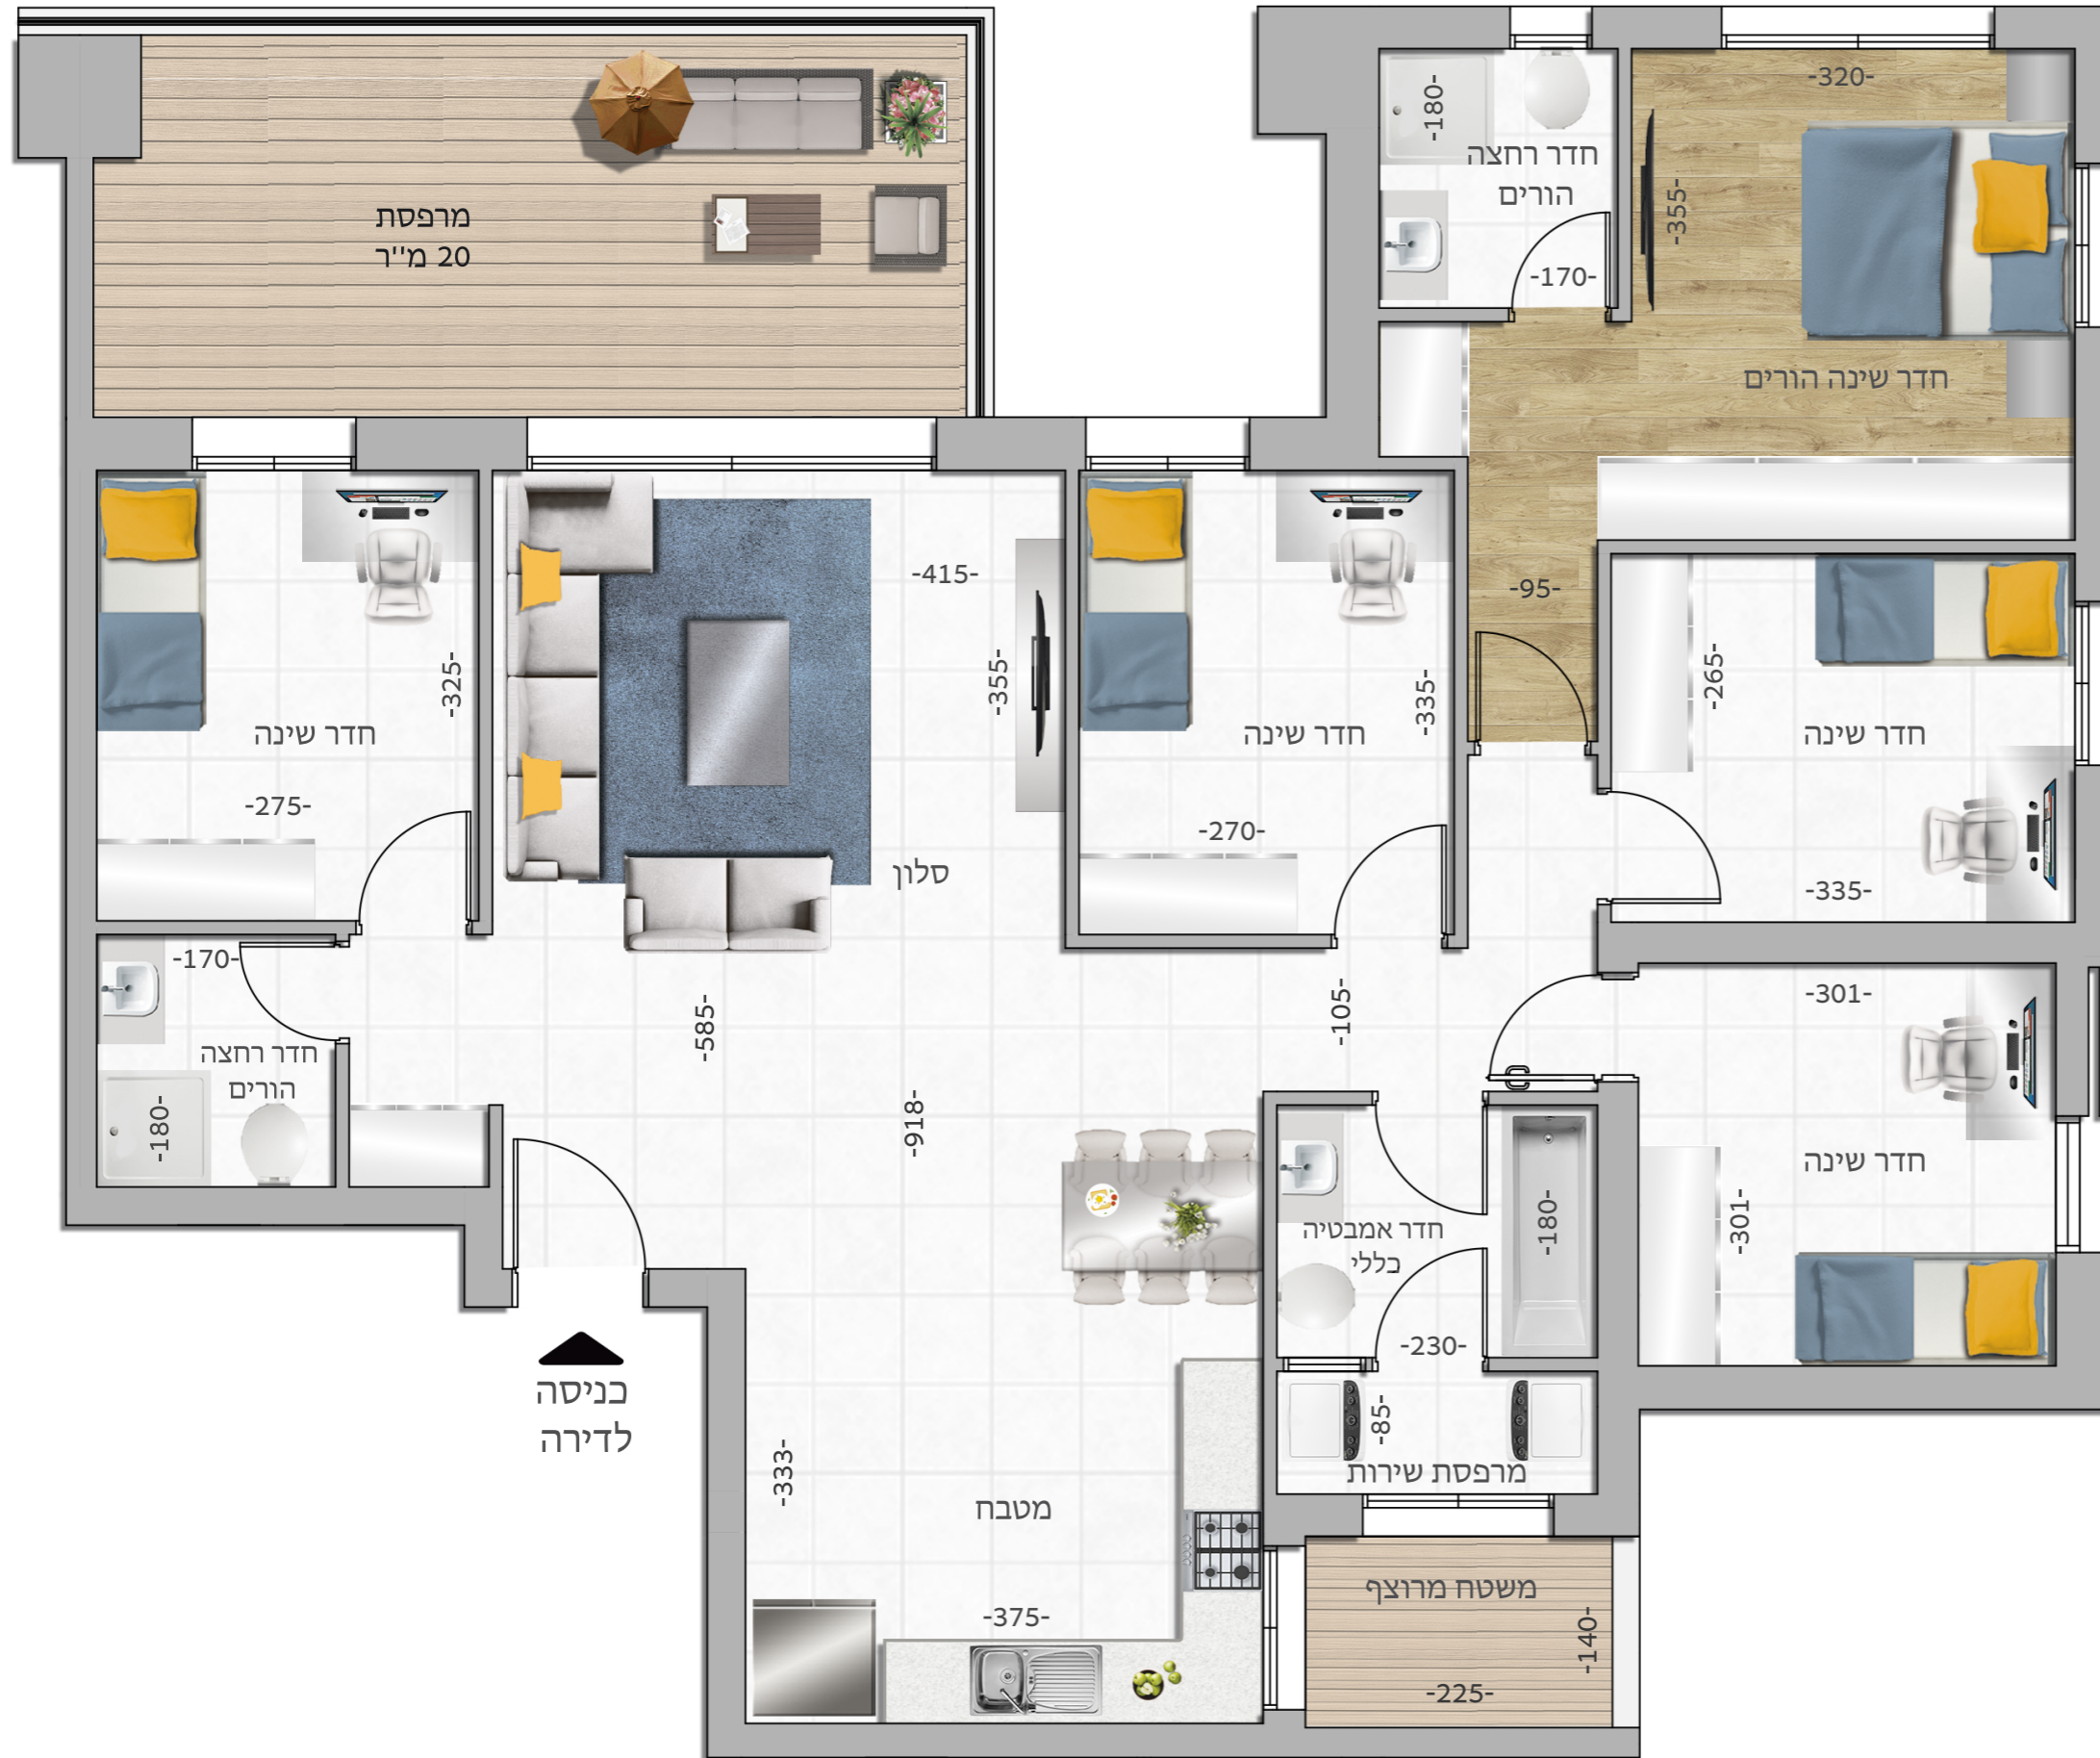 -320-
-180-
חדר רחצה
הורים
-355-
-170-
מרפסת
20 מ''ר
חדר שינה הורים
-415-
-95-
-325-
-355-
-335-
-265-
חדר שינה
חדר שינה
חדר שינה
-275-
-270-
סלון
-335-
-170-
-301-
-585-
-105-
חדר רחצה
הורים
-180-
-918-
חדר שינה
-301-
-180-
חדר אמבטיה
כללי
-230-
כניסה
לדירה
-85-
-333-
מרפסת שירות
מטבח
משטח מרוצף
-375-
-140-
-225-